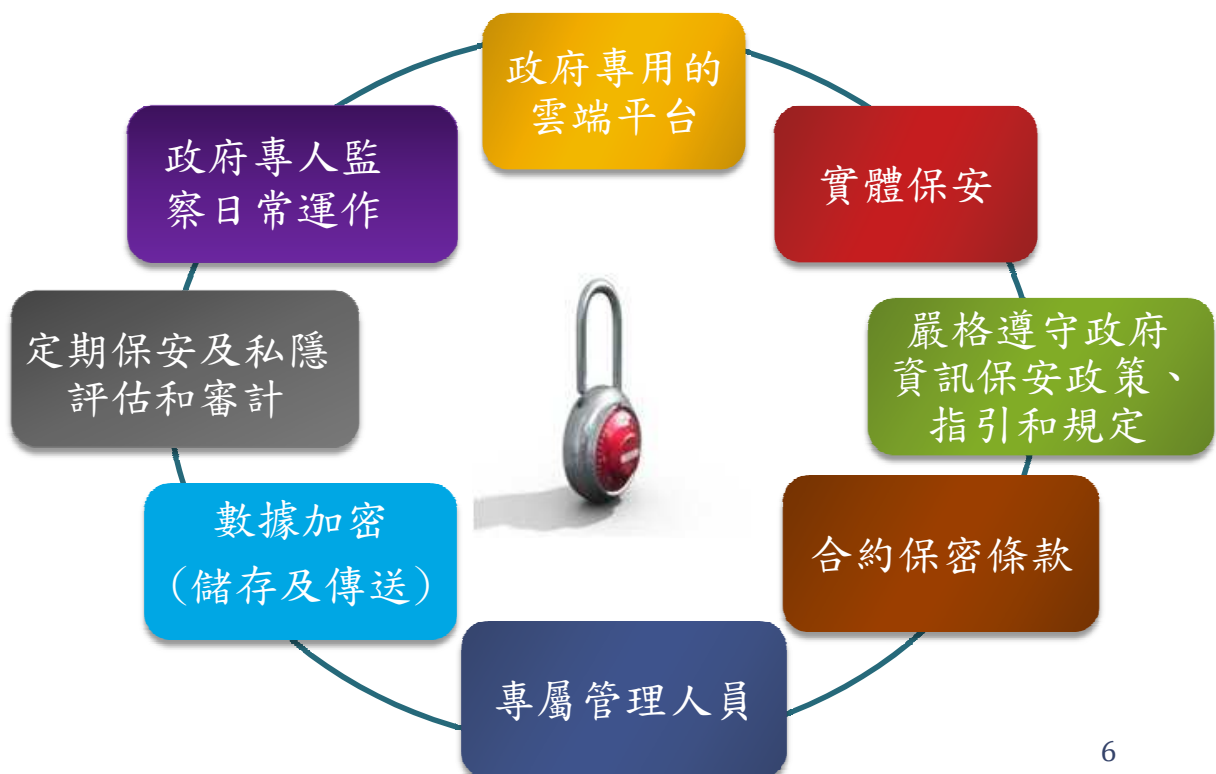 政府專用的
雲端平台
實體保安
嚴格遵守政府
資訊保安政策、
指引和規定
合約保密條款
專屬管理人員
數據加密
(儲存及傳送)
定期保安及私隱
評估和審計
政府專人監
察日常運作
6